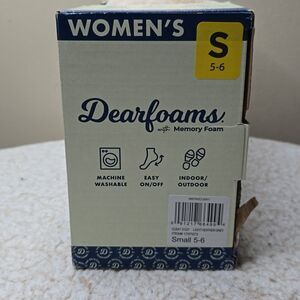 WOMEN'S
S
5-6
Dearfoams
with Memory Foam
MACHINE WASHABLE
EASY ON/OFF
INDOOR/ OUTDOOR
Small 5-6